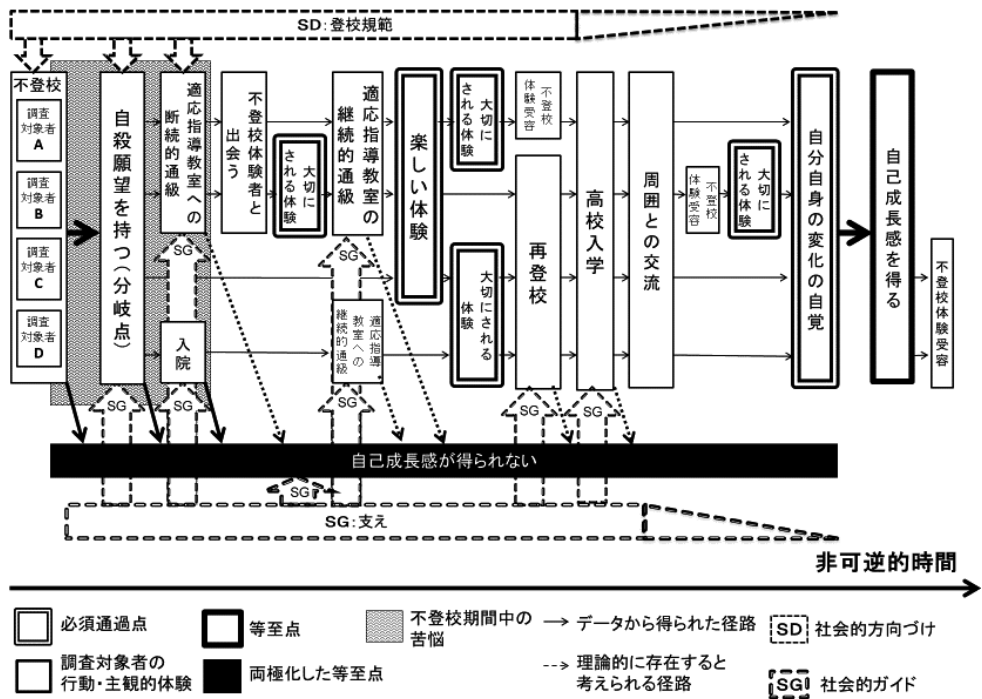 SD:登校規範
不登校
調査
対象者
A
調査
対象者
B
調査
対象者
C
調査
対象者
D
自殺願望を持つ(分岐点)
適応指導教室への
断続的通級
SG
入院
不登校体験者と
出会う
大切に
される体験
適応指導教室の
継続的通級
SG
適応指導
教室への
継続的通級
楽しい体験
大切に
される体験
大切にされる
体験
不登校
体験受容
再登校
高校入学
周囲との交流
不登校
体験受容
大切に
される体験
自分自身の変化の自覚
自己成長感を得る
不登校体験受容
SG
SG
SG
SG
SG
自己成長感が得られない
SG
SG:支え
非可逆的時間
必須通過点
等至点
不登校期間中の
苦悩
データから得られた径路
SD 社会的方向づけ
調査対象者の
行動・主観的体験
両極化した等至点
理論的に存在すると
考えられる径路
SG 社会的ガイド